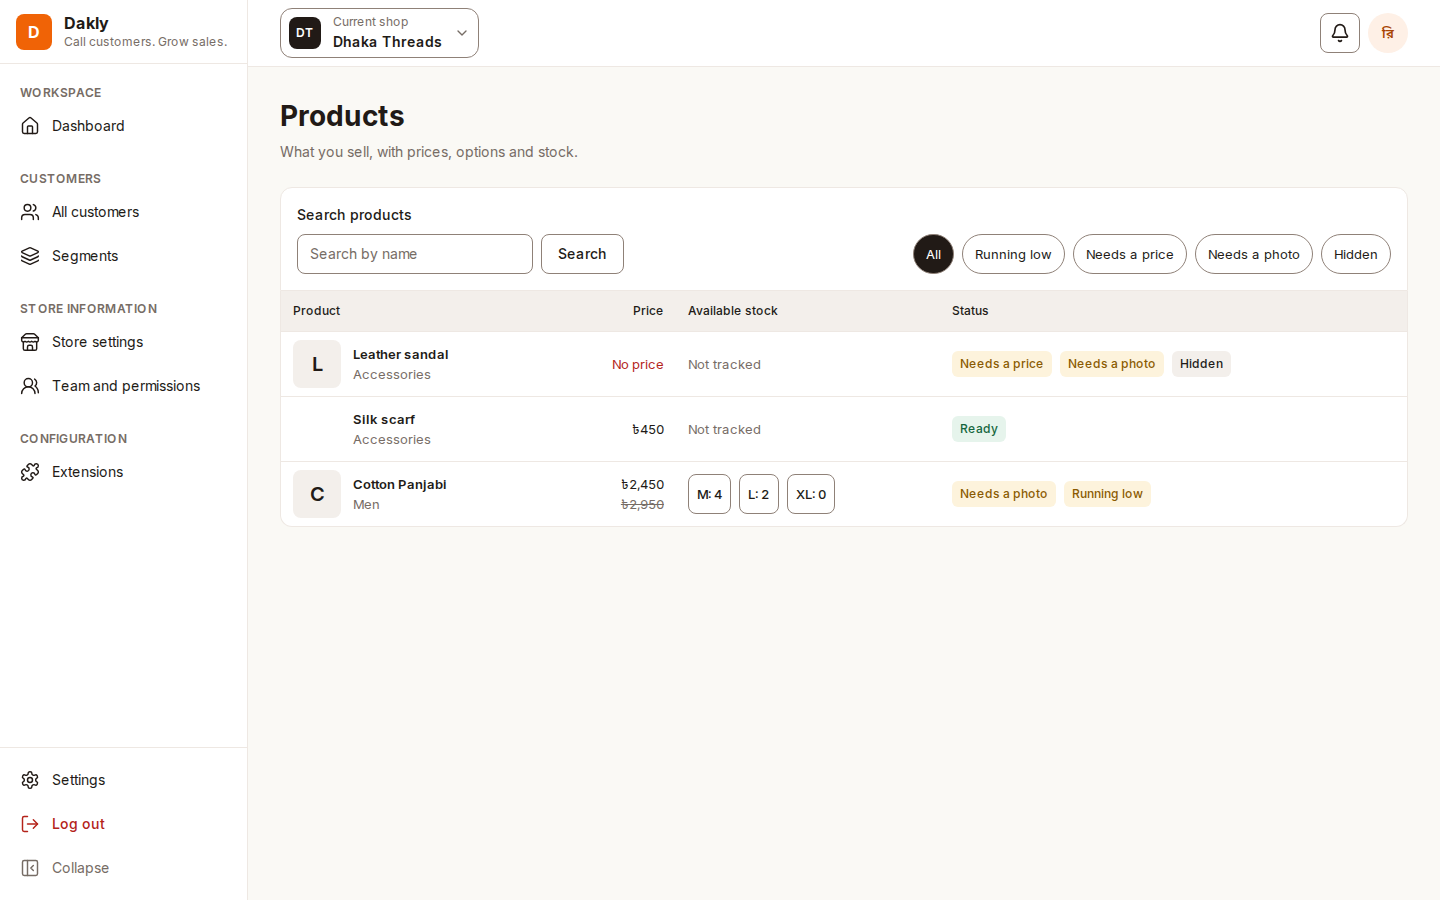 D
Dakly
Call customers. Grow sales.
DT
Current shop
Dhaka Threads
রি
WORKSPACE
Dashboard
CUSTOMERS
All customers
Segments
STORE INFORMATION
Store settings
Team and permissions
CONFIGURATION
Extensions
Settings
Log out
Collapse
Products
What you sell, with prices, options and stock.
Search products
Search by name
Search
All
Running low
Needs a price
Needs a photo
Hidden
Product Price Available stock Status
L
Leather sandal
Accessories
No price
Not tracked
Needs a price
Needs a photo
Hidden
Silk scarf
Accessories
৳450
Not tracked
Ready
C
Cotton Panjabi
Men
৳2,450
৳2,950
M: 4
L: 2
XL: 0
Needs a photo
Running low